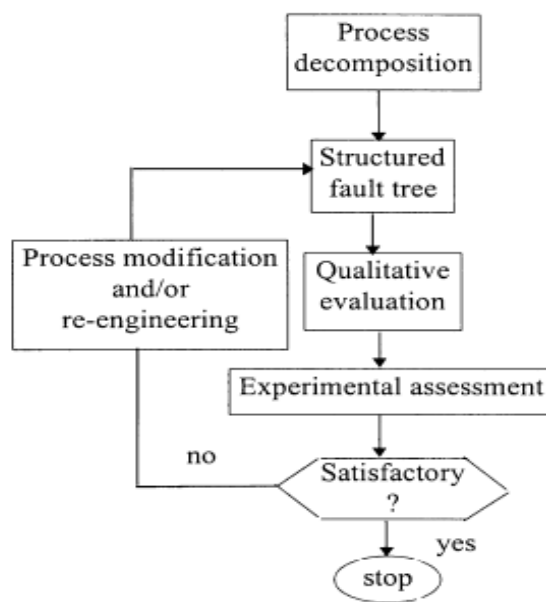 Process
decomposition
Structured
fault tree
Process modification
and/or
re-engineering
Qualitative
evaluation
Experimental assessment
no
Satisfactory
?
yes
stop